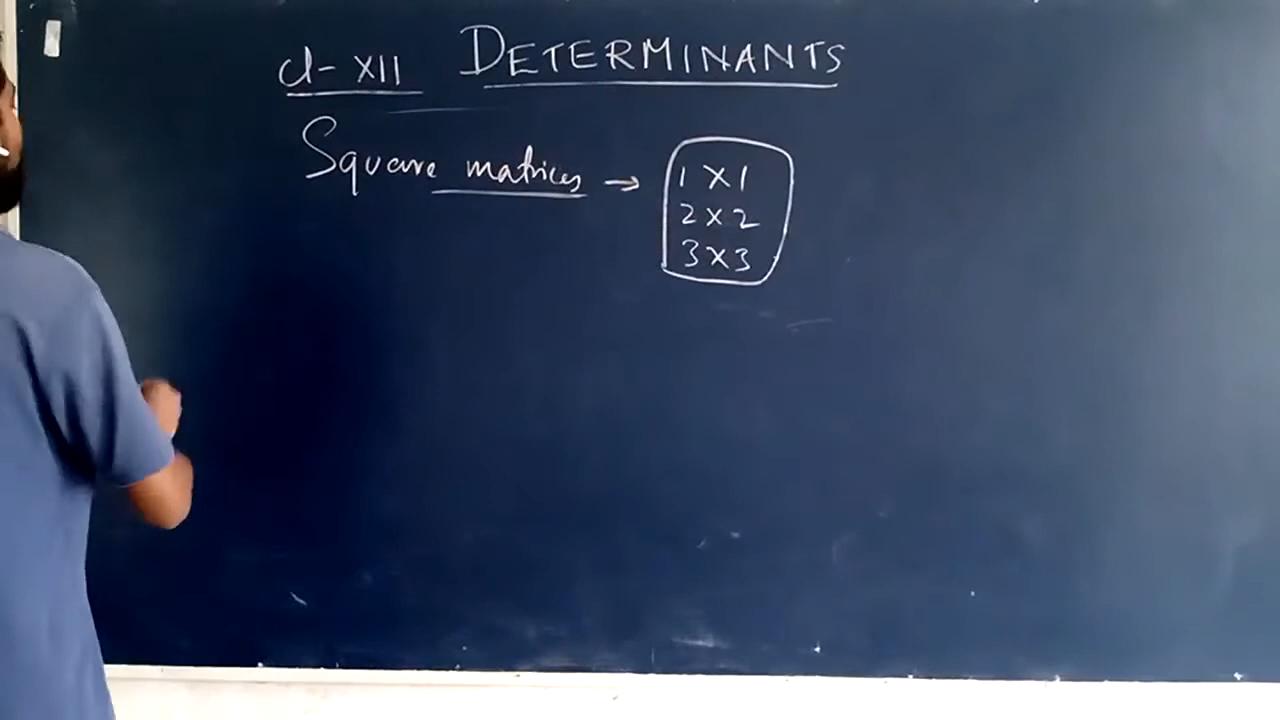 cl-XII DETERMINANTS
Square matrices → 1 X 1
2 X 2
3 X 3